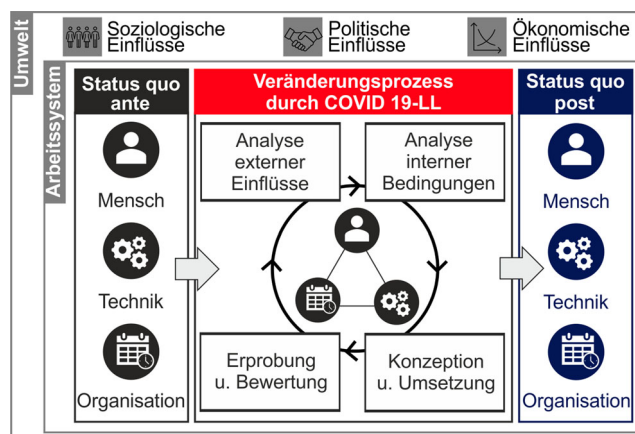 Umwelt
Soziologische
Einflüsse
Politische
Einflüsse
Ökonomische
Einflüsse
Arbeitssystem
Status quo
ante
Mensch
Technik
Organisation
Veränderungsprozess
durch COVID 19-LL
Analyse
externer
Einflüsse
Analyse
interner
Bedingungen
Erprobung
u. Bewertung
Konzeption
u. Umsetzung
Status quo
post
Mensch
Technik
Organisation